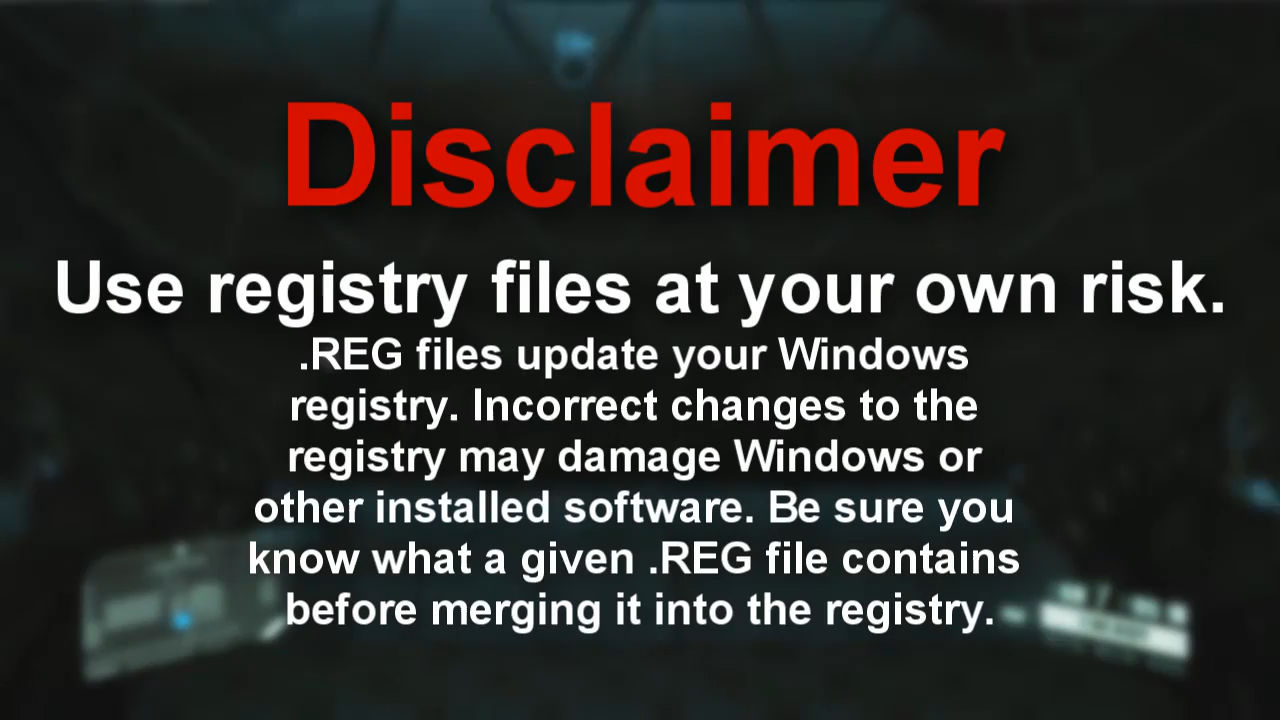 Disclaimer
Use registry files at your own risk.
.REG files update your Windows
registry. Incorrect changes to the
registry may damage Windows or
other installed software. Be sure you
know what a given .REG file contains
before merging it into the registry.